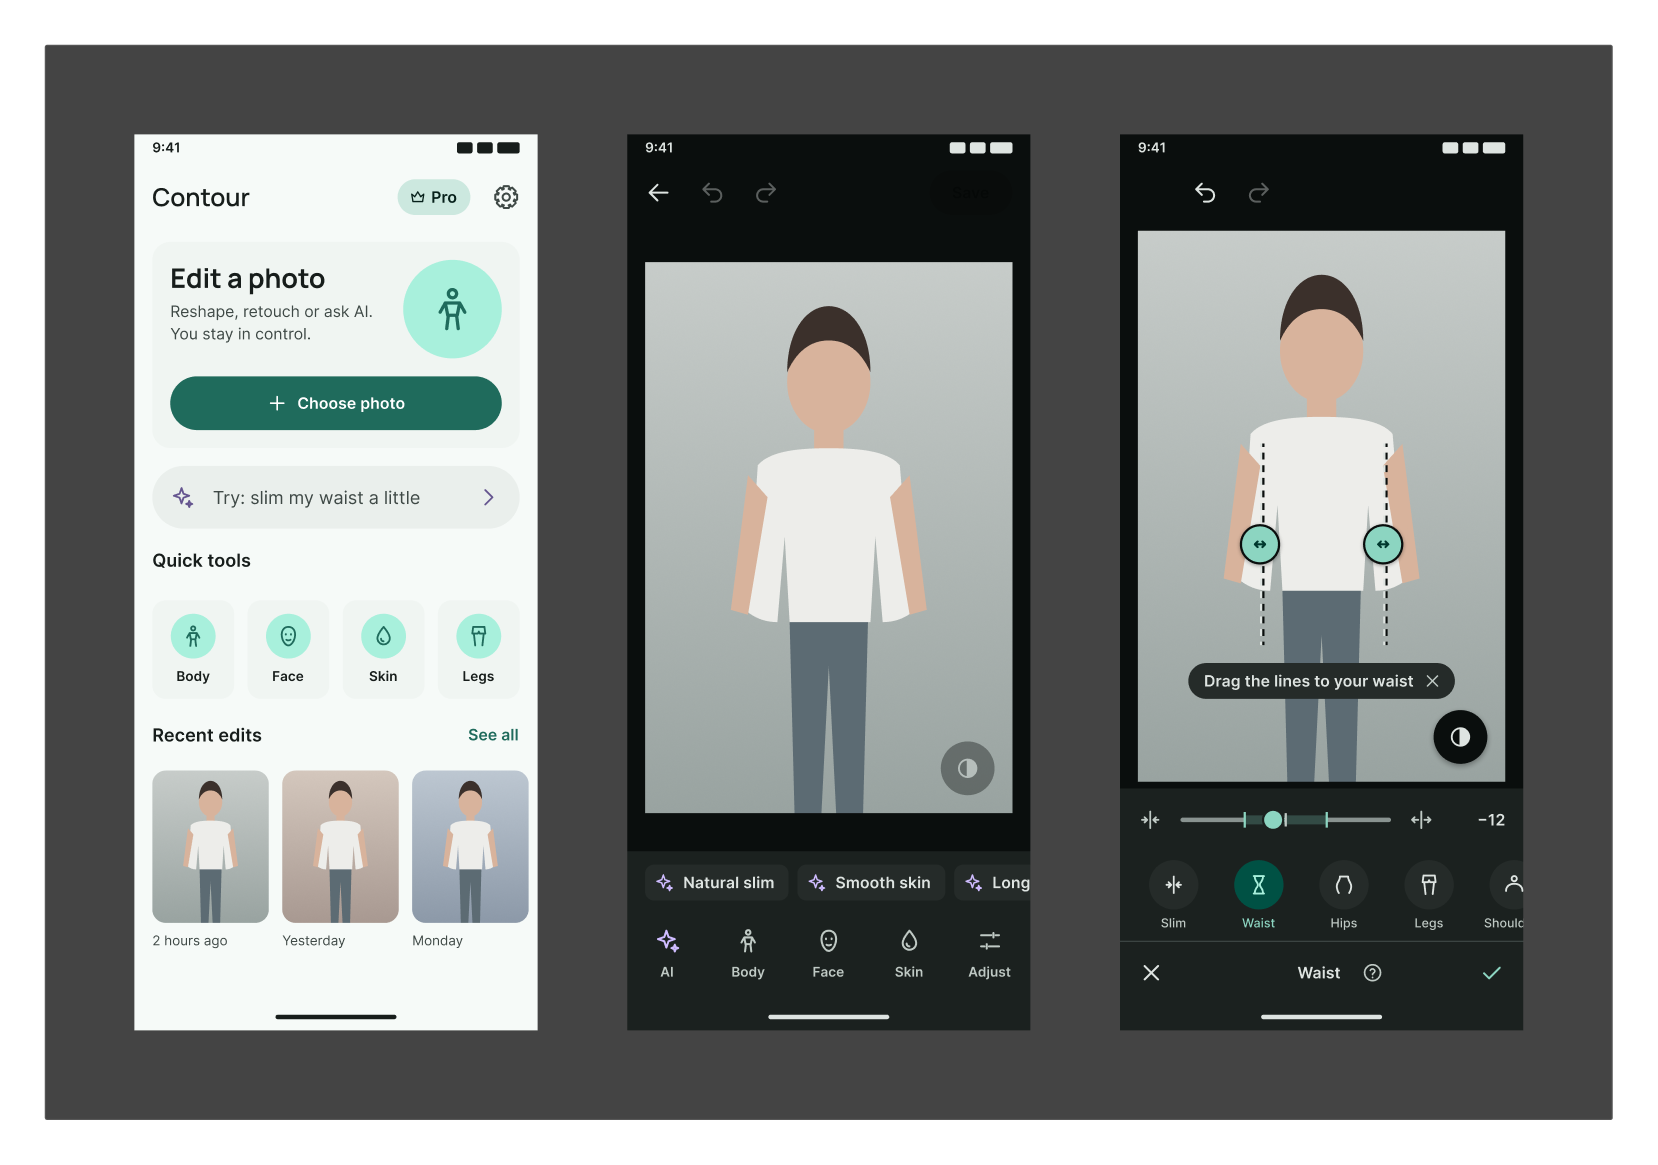 9:41
Contour
Pro
Edit a photo
Reshape, retouch or ask AI.
You stay in control.
Choose photo
Try: slim my waist a little
Quick tools
Body
Face
Skin
Legs
Recent edits
See all
2 hours ago
Yesterday
Monday
9:41
Save
Natural slim
Smooth skin
Long
AI
Body
Face
Skin
Adjust
9:41
Drag the lines to your waist
−12
Slim
Waist
Hips
Legs
Should
Waist